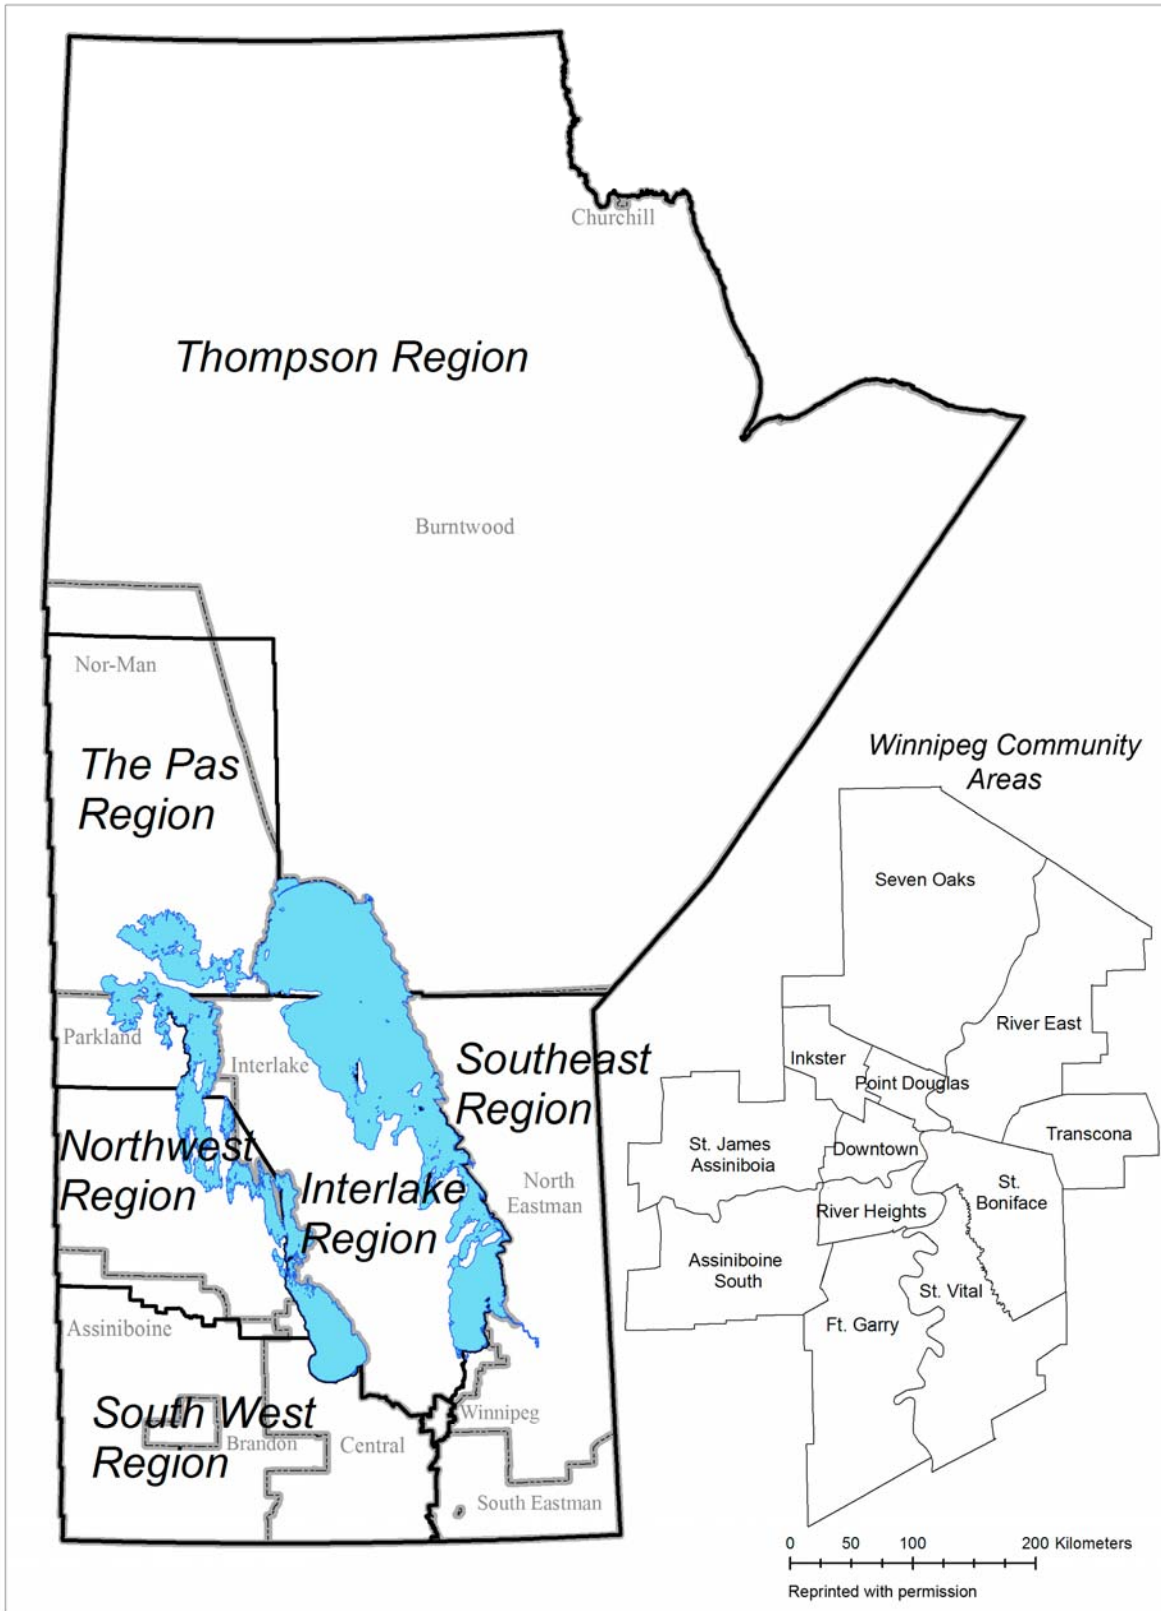 Churchill
Thompson Region
Burntwood
Nor-Man
The Pas
Region
Winnipeg Community
Areas
Seven Oaks
River East
Inkster
Point Douglas
Transcona
St. James
Assiniboia
Downtown
St.
Boniface
River Heights
Assiniboine
South
St. Vital
Ft. Garry
Parkland
Interlake
Southeast
Region
Northwest
Region
Interlake
Region
North
Eastman
Assiniboine
South West
Region
Brandon
Central
Winnipeg
South Eastman
0 50 100 200 Kilometers
Reprinted with permission